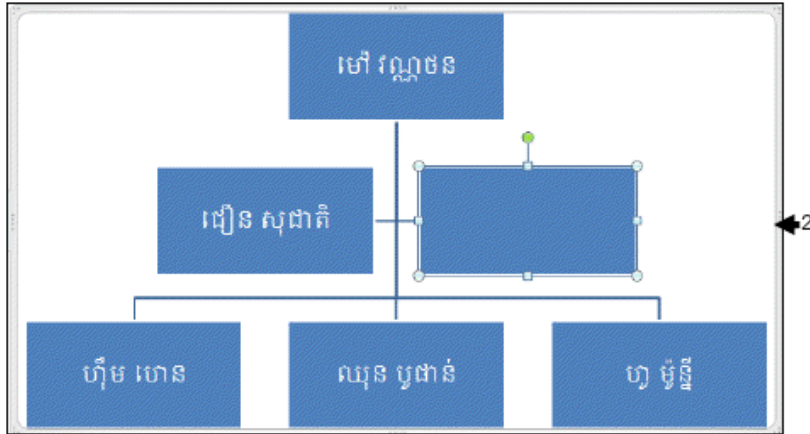 មៅ វណ្ណថន
ជឿន សុជាតិ
2
ហ៊ឹម ហេន
ឈុន បូផាន់
ហូ ម៉ូន្នី